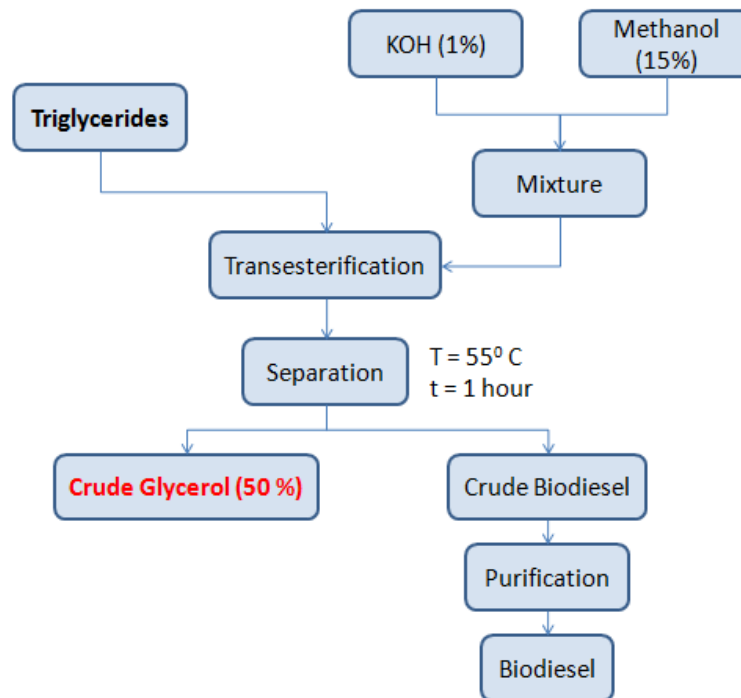 KOH (1%)
Methanol
(15%)
Triglycerides
Mixture
Transesterification
Separation
T = 55⁰ C
t = 1 hour
Crude Glycerol (50 %)
Crude Biodiesel
Purification
Biodiesel